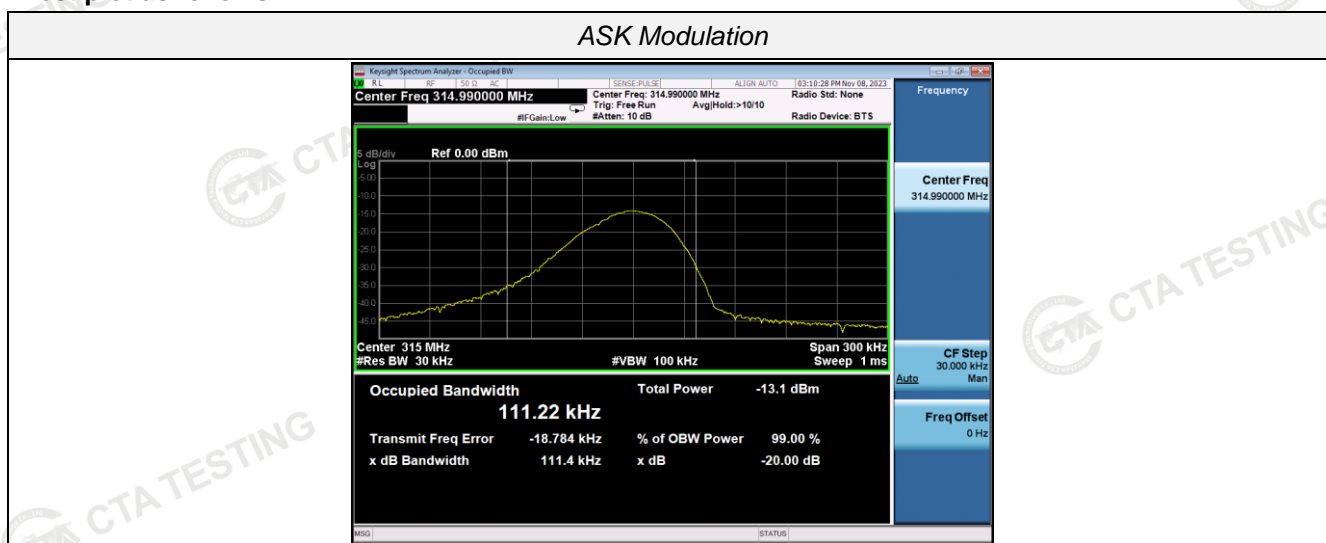 ASK Modulation
Keysight Spectrum Analyzer - Occupied BW
RL RF 50 Ω AC SENSE:PULSE ALIGN AUTO 03:10:28 PM Nov 08, 2023
Center Freq 314.990000 MHz
Center Freq: 314.990000 MHz Radio Std: None
Trig: Free Run Avg|Hold:>10/10
#IFGain:Low #Atten: 10 dB Radio Device: BTS
5 dB/div Ref 0.00 dBm
Log
-5.00
-10.0
-15.0
-20.0
-25.0
-30.0
-35.0
-40.0
-45.0
Center 315 MHz Span 300 kHz
#Res BW 30 kHz #VBW 100 kHz Sweep 1 ms
Occupied Bandwidth Total Power -13.1 dBm
111.22 kHz
Transmit Freq Error -18.784 kHz % of OBW Power 99.00 %
x dB Bandwidth 111.4 kHz x dB -20.00 dB
MSG STATUS
Frequency
Center Freq
314.990000 MHz
CF Step
30.000 kHz
Auto Man
Freq Offset
0 Hz
CTA
CTA TESTING
CTA TESTING